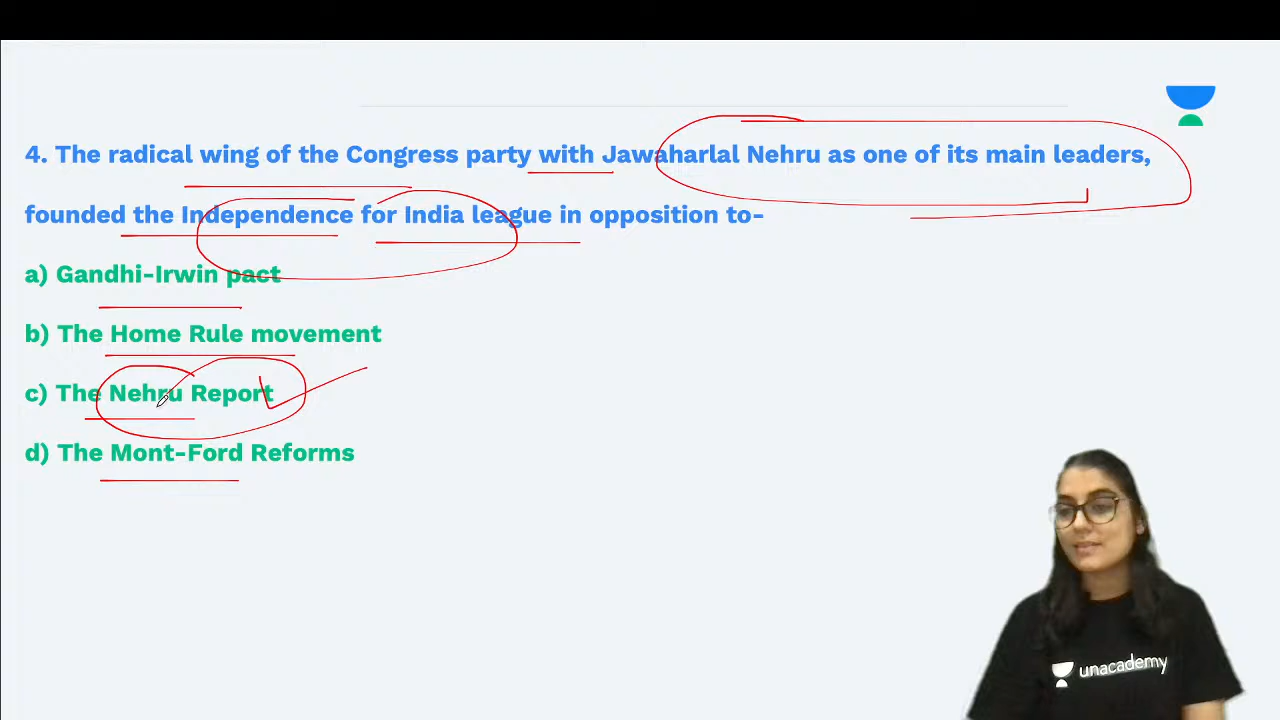 4. The radical wing of the Congress party with Jawaharlal Nehru as one of its main leaders,
founded the Independence for India league in opposition to-
a) Gandhi-Irwin pact
b) The Home Rule movement
c) The Nehru Report
d) The Mont-Ford Reforms
unacademy